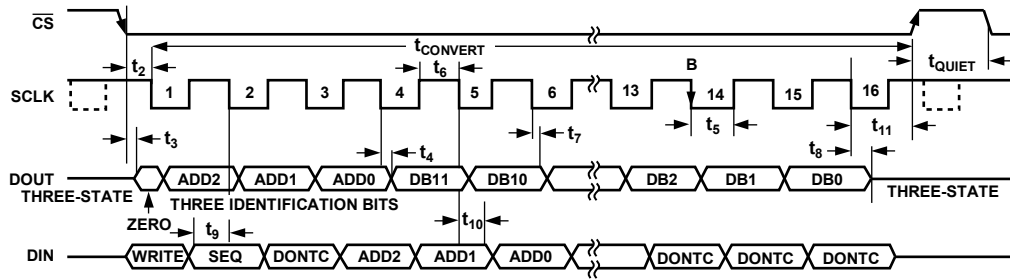 CS
tCONVERT
t2
t6
B
tQUIET
SCLK
1 2 3 4 5 6 13 14 15 16
t3
t4
t7
t5
t8
t11
DOUT
ADD2 ADD1 ADD0 DB11 DB10 DB2 DB1 DB0
THREE-STATE
THREE IDENTIFICATION BITS
THREE-STATE
ZERO
t9
t10
DIN
WRITE SEQ DONTC ADD2 ADD1 ADD0 DONTC DONTC DONTC